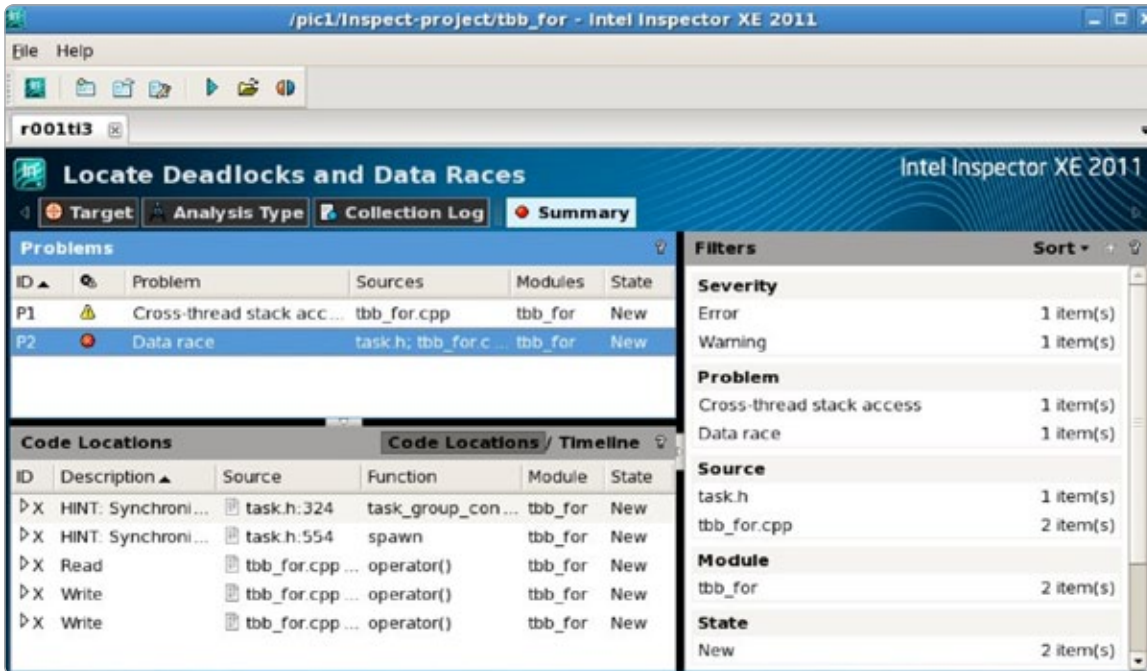 /pic1/Inspect-project/tbb_for - Intel Inspector XE 2011
File Help
r001ti3
Locate Deadlocks and Data Races
Intel Inspector XE 2011
Target Analysis Type Collection Log Summary
Problems ?
ID Problem Sources Modules State
P1 Cross-thread stack acc... tbb_for.cpp tbb_for New
P2 Data race task.h; tbb_for.c ... tbb_for New
Code Locations Code Locations / Timeline ?
ID Description Source Function Module State
X HINT: Synchroni... task.h:324 task_group_con... tbb_for New
X HINT: Synchroni... task.h:554 spawn tbb_for New
X Read tbb_for.cpp ... operator() tbb_for New
X Write tbb_for.cpp ... operator() tbb_for New
X Write tbb_for.cpp ... operator() tbb_for New
Filters Sort ?
Severity
Error 1 item(s)
Warning 1 item(s)
Problem
Cross-thread stack access 1 item(s)
Data race 1 item(s)
Source
task.h 1 item(s)
tbb_for.cpp 2 item(s)
Module
tbb_for 2 item(s)
State
New 2 item(s)